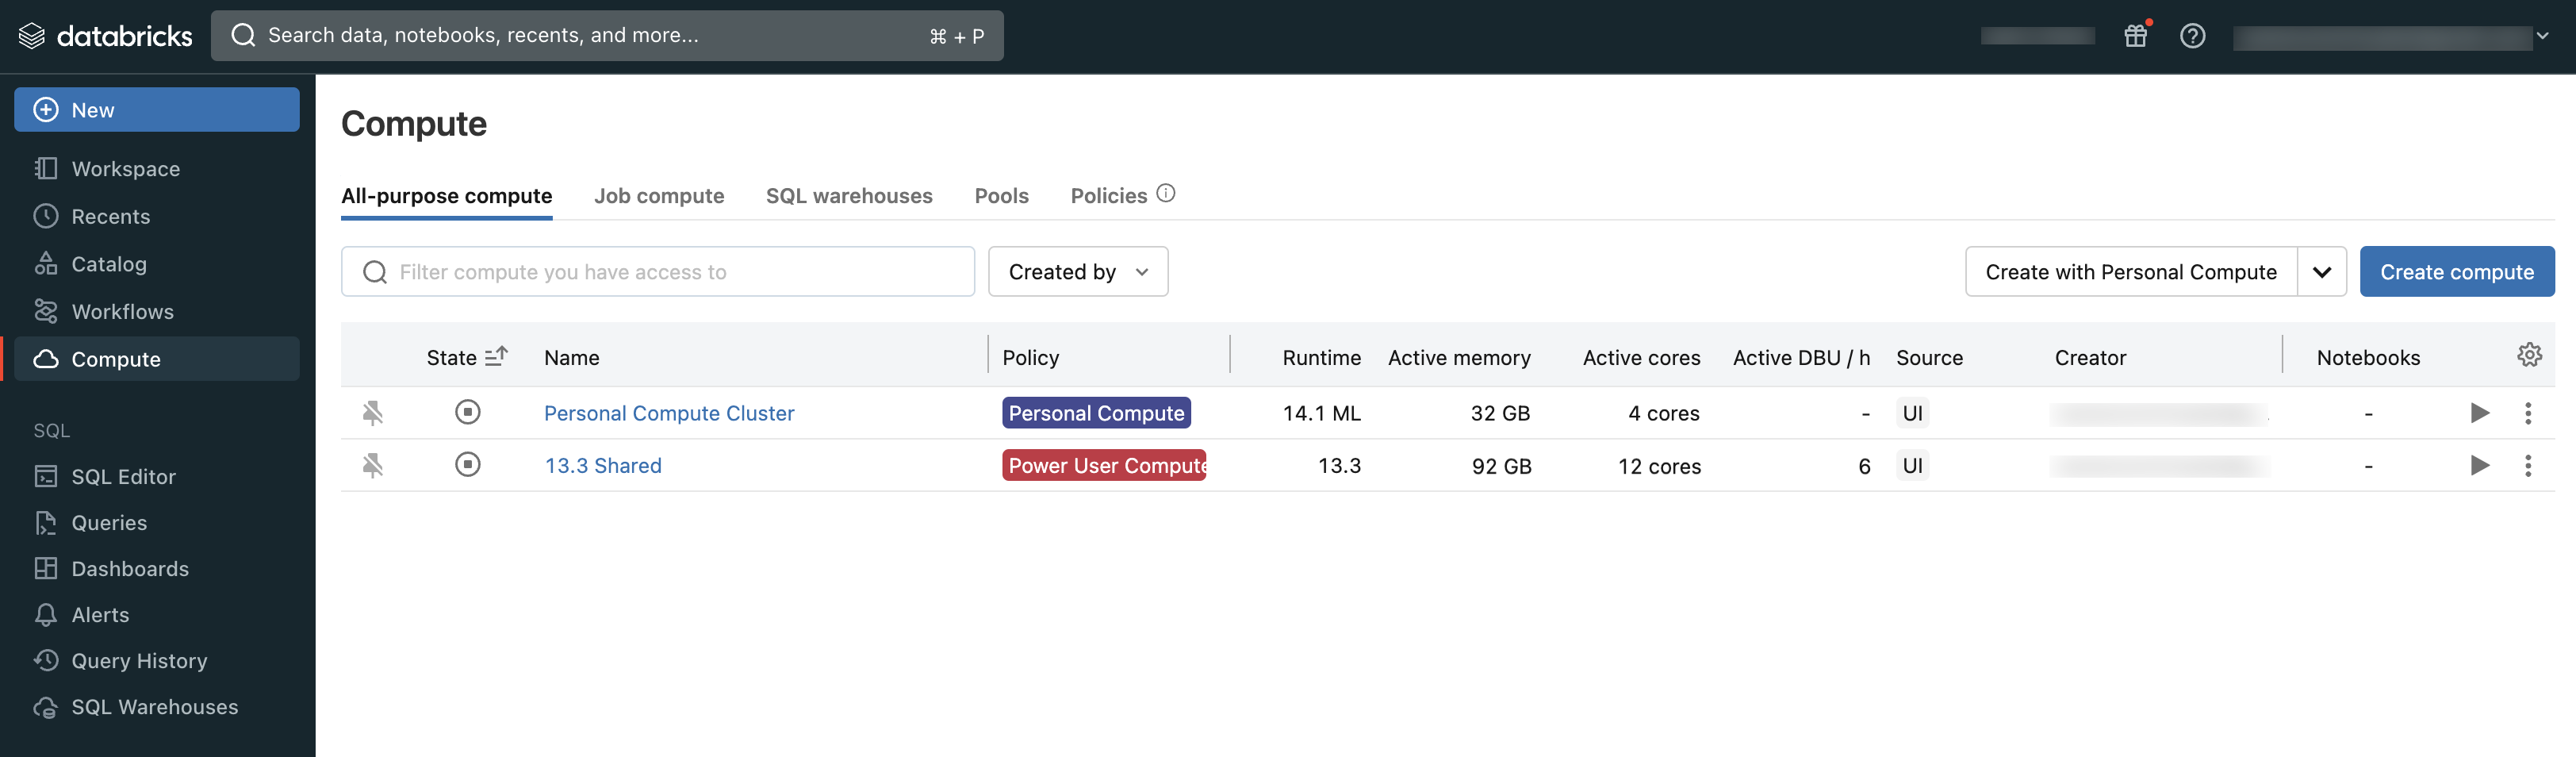 databricks
Search data, notebooks, recents, and more... ⌘ + P
New
Workspace
Recents
Catalog
Workflows
Compute
SQL
SQL Editor
Queries
Dashboards
Alerts
Query History
SQL Warehouses
Compute
All-purpose compute Job compute SQL warehouses Pools Policies
Filter compute you have access to Created by Create with Personal Compute Create compute
State Name Policy Runtime Active memory Active cores Active DBU / h Source Creator Notebooks
Personal Compute Cluster Personal Compute 14.1 ML 32 GB 4 cores - UI -
13.3 Shared Power User Compute 13.3 92 GB 12 cores 6 UI -